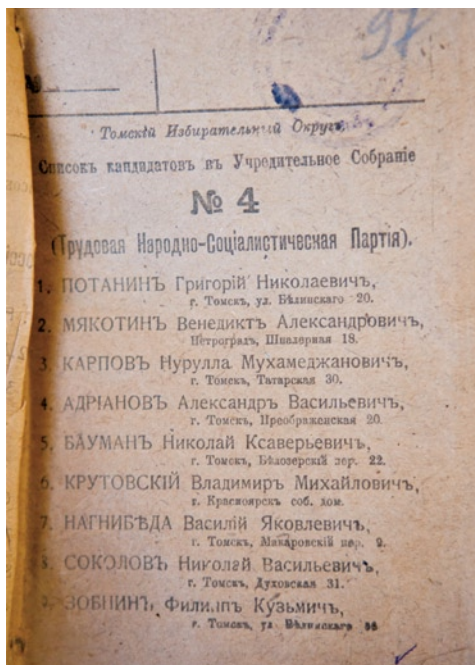 97
Томскій Избирательный Округъ
Списокъ кандидатовъ въ Учредительное Собраніе
№ 4
(Трудовая Народно-Соціалистическая Партія).
1. ПОТАНИНЪ Григорій Николаевичъ,
г. Томскъ, ул. Бѣлинскаго 20.
2. МЯКОТИНЪ Венедиктъ Александровичъ,
Петроградъ, Шпалерная 18.
3. КАРПОВЪ Нурулла Мухамеджановичъ,
г. Томскъ, Татарская 30.
4. АДРІАНОВЪ Александръ Васильевичъ,
г. Томскъ, Преображенская 20.
5. БАУМАНЪ Николай Ксаверьевичъ,
г. Томскъ, Бѣлозерскій пер. 22.
6. КРУТОВСКІЙ Владимиръ Михайловичъ,
г. Красноярскъ соб. дом.
7. НАГНИБѢДА Василій Яковлевичъ,
г. Томскъ, Макаровскій пер. 9.
8. СОКОЛОВЪ Николай Васильевичъ,
г. Томскъ, Духовская 31.
9. ЗОБНИНЪ Филиппъ Кузьмичъ,
г. Томскъ, ул Бѣлинскаго